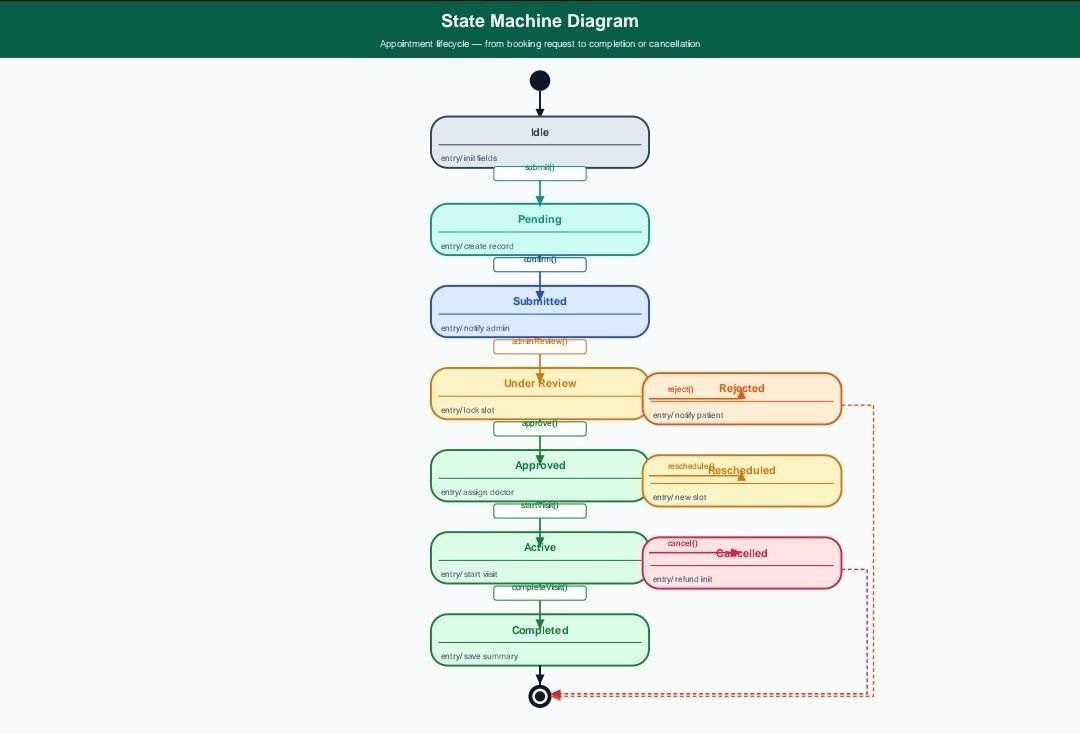 State Machine Diagram
Appointment lifecycle — from booking request to completion or cancellation
Idle
entry/ init fields
submit()
Pending
entry/ create record
confirm()
Submitted
entry/ notify admin
adminReview()
Under Review
entry/ lock slot
reject()
Rejected
entry/ notify patient
approve()
Approved
entry/ assign doctor
reschedule()
Rescheduled
entry/ new slot
startVisit()
Active
entry/ start visit
cancel()
Cancelled
entry/ refund init
completeVisit()
Completed
entry/ save summary